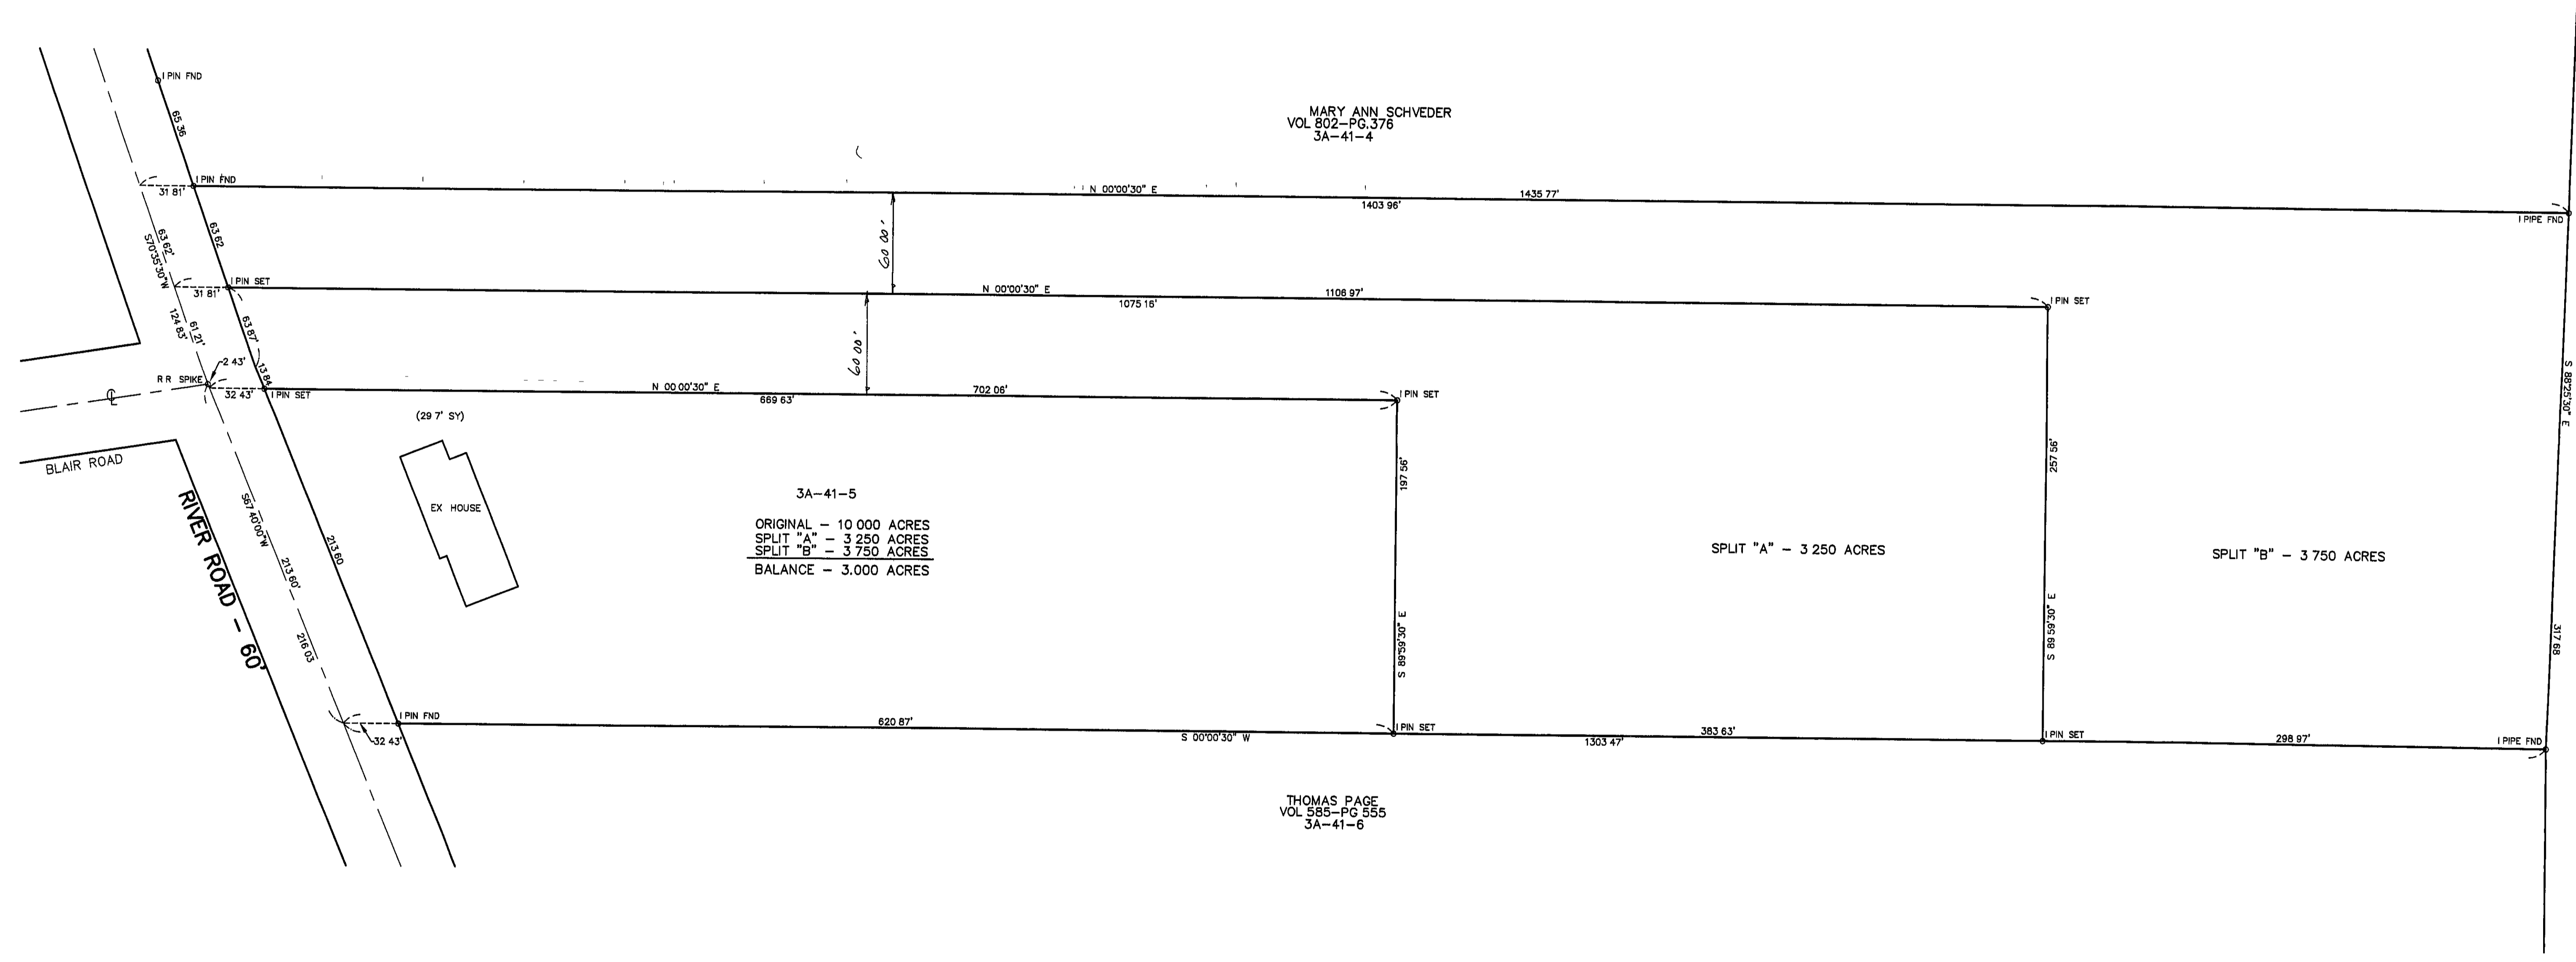 I PIN FND
65 36
MARY ANN SCHVEDER
VOL 802-PG.376
3A-41-4
I PIN FND
31 81'
N 00°00'30" E
1435 77'
1403 96'
I PIPE FND
63 62
63 62'
S70°35'30"W
60 00'
I PIN SET
31 81'
N 00°00'30" E
1106 97'
1075 16'
I PIN SET
124 83'
61 21'
63 87'
13 84
60 00'
2 43'
R R SPIKE
32 43'
I PIN SET
N 00 00'30" E
702 06'
669 63'
I PIN SET
S 88°25'30" E
℄
BLAIR ROAD
(29 7' SY)
EX HOUSE
197 56'
257 56'
3A-41-5
ORIGINAL - 10 000 ACRES
SPLIT "A" - 3 250 ACRES
SPLIT "B" - 3 750 ACRES
BALANCE - 3.000 ACRES
SPLIT "A" - 3 250 ACRES
SPLIT "B" - 3 750 ACRES
RIVER ROAD - 60'
S67 40'00"W
213 60'
213 60
216 03
S 89°59'30" E
S 89 59'30" E
317 68
I PIN FND
32 43'
620 87'
S 00°00'30" W
I PIN SET
1303 47'
383 63'
I PIN SET
298 97'
I PIPE FND
THOMAS PAGE
VOL 585-PG 555
3A-41-6